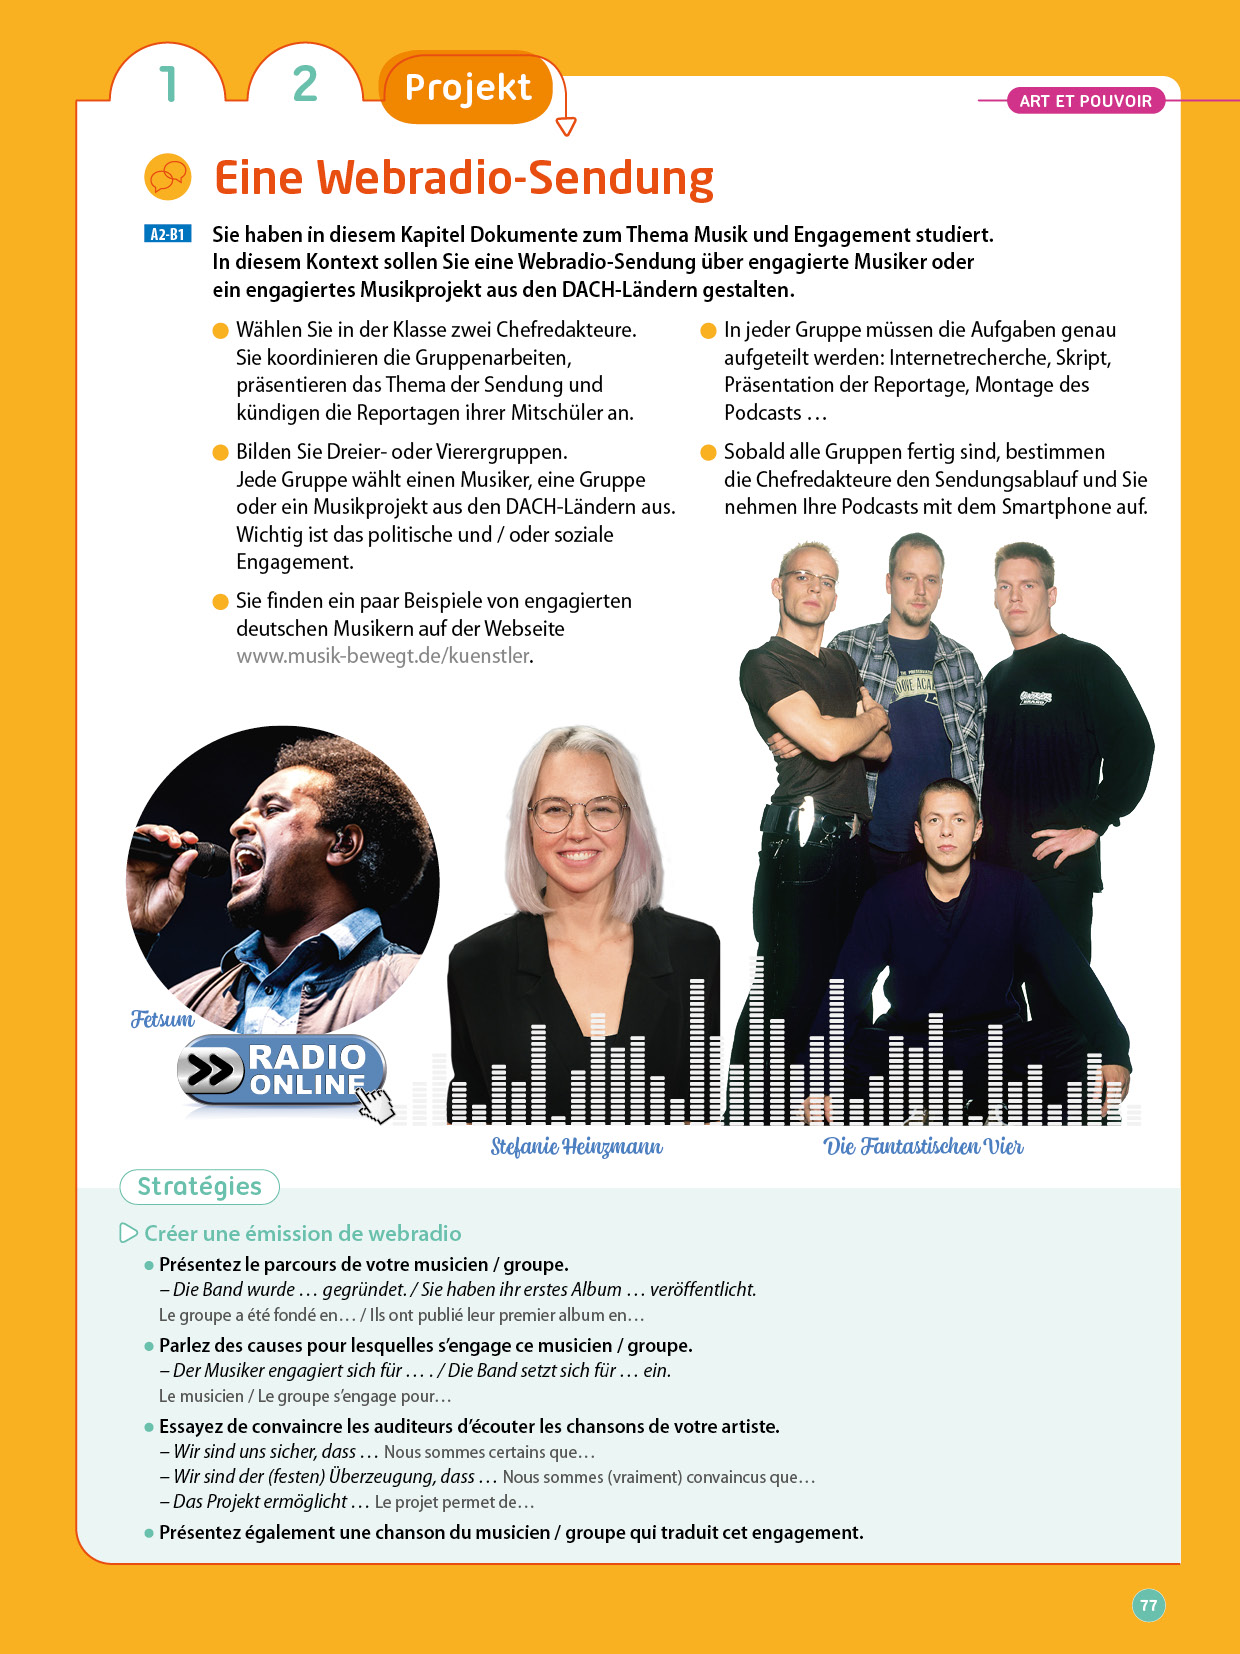 1
2
Projekt
ART ET POUVOIR
Eine Webradio-Sendung
A2-B1
Sie haben in diesem Kapitel Dokumente zum Thema Musik und Engagement studiert.
In diesem Kontext sollen Sie eine Webradio-Sendung über engagierte Musiker oder
ein engagiertes Musikprojekt aus den DACH-Ländern gestalten.
Wählen Sie in der Klasse zwei Chefredakteure.
Sie koordinieren die Gruppenarbeiten,
präsentieren das Thema der Sendung und
kündigen die Reportagen ihrer Mitschüler an.
Bilden Sie Dreier- oder Vierergruppen.
Jede Gruppe wählt einen Musiker, eine Gruppe
oder ein Musikprojekt aus den DACH-Ländern aus.
Wichtig ist das politische und / oder soziale
Engagement.
Sie finden ein paar Beispiele von engagierten
deutschen Musikern auf der Webseite
www.musik-bewegt.de/kuenstler.
In jeder Gruppe müssen die Aufgaben genau
aufgeteilt werden: Internetrecherche, Skript,
Präsentation der Reportage, Montage des
Podcasts …
Sobald alle Gruppen fertig sind, bestimmen
die Chefredakteure den Sendungsablauf und Sie
nehmen Ihre Podcasts mit dem Smartphone auf.
Fetsum
RADIO
ONLINE
Stefanie Heinzmann
Die Fantastischen Vier
Stratégies
Créer une émission de webradio
Présentez le parcours de votre musicien / groupe.
– Die Band wurde … gegründet. / Sie haben ihr erstes Album … veröffentlicht.
Le groupe a été fondé en… / Ils ont publié leur premier album en…
Parlez des causes pour lesquelles s'engage ce musicien / groupe.
– Der Musiker engagiert sich für … . / Die Band setzt sich für … ein.
Le musicien / Le groupe s'engage pour…
Essayez de convaincre les auditeurs d'écouter les chansons de votre artiste.
– Wir sind uns sicher, dass … Nous sommes certains que…
– Wir sind der (festen) Überzeugung, dass … Nous sommes (vraiment) convaincus que…
– Das Projekt ermöglicht … Le projet permet de…
Présentez également une chanson du musicien / groupe qui traduit cet engagement.
77